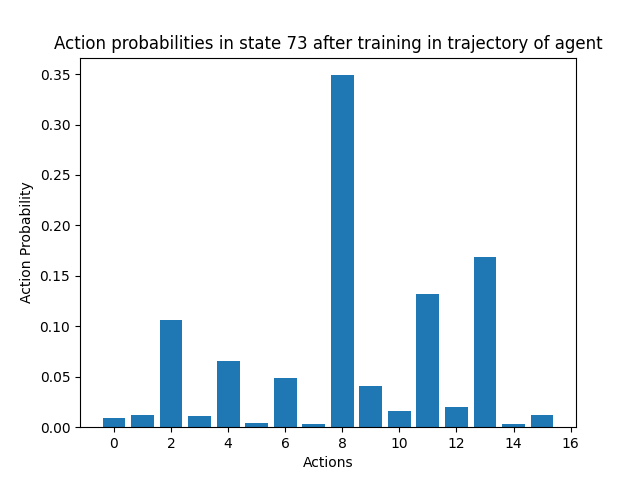 Action probabilities in state 73 after training in trajectory of agent
0.35
0.30
0.25
0.20
0.15
0.10
0.05
0.00
Action Probability
0 2 4 6 8 10 12 14 16
Actions